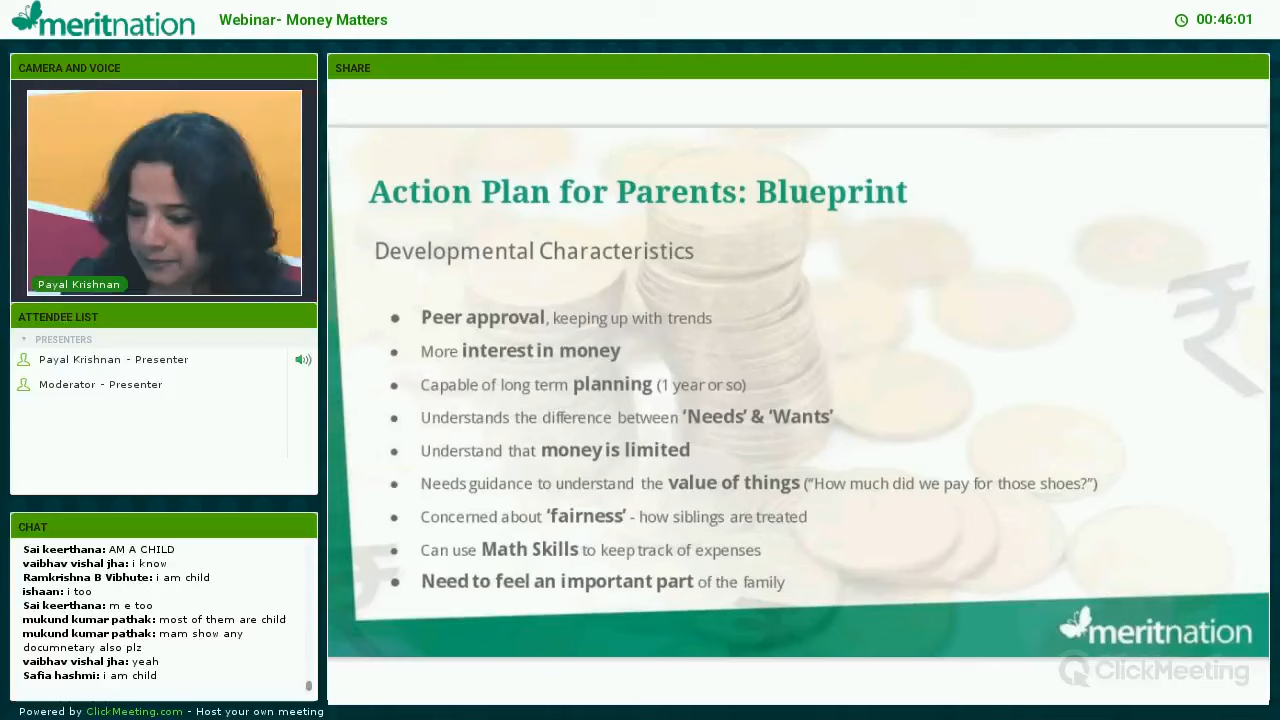 meritnation
Webinar- Money Matters
00:46:01
CAMERA AND VOICE
Payal Krishnan
ATTENDEE LIST
PRESENTERS
Payal Krishnan - Presenter
Moderator - Presenter
CHAT
Sai keerthana: AM A CHILD
vaibhav vishal jha: i know
Ramkrishna B Vibhute: i am child
ishaan: i too
Sai keerthana: m e too
mukund kumar pathak: most of them are child
mukund kumar pathak: mam show any
documnetary also plz
vaibhav vishal jha: yeah
Safia hashmi: i am child
SHARE
Action Plan for Parents: Blueprint
Developmental Characteristics
● Peer approval, keeping up with trends
● More interest in money
● Capable of long term planning (1 year or so)
● Understands the difference between ‘Needs’ & ‘Wants’
● Understand that money is limited
● Needs guidance to understand the value of things (“How much did we pay for those shoes?”)
● Concerned about ‘fairness’ - how siblings are treated
● Can use Math Skills to keep track of expenses
● Need to feel an important part of the family
₹
meritnation
ClickMeeting
Powered by ClickMeeting.com - Host your own meeting